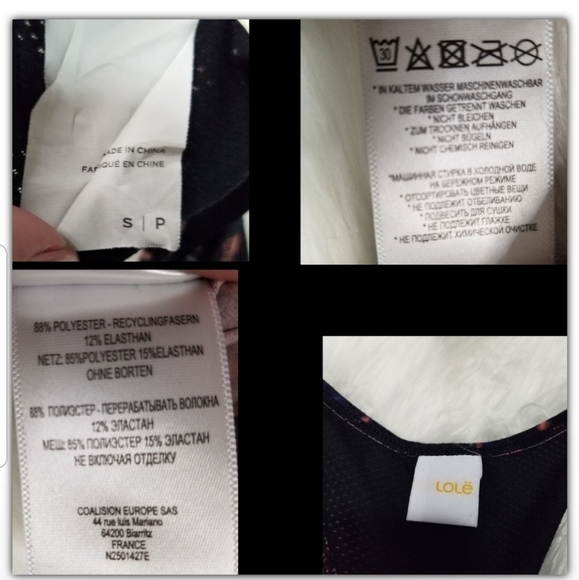 MADE IN CHINA
FABRIQUÉ EN CHINE
S | P
30
* IN KALTEM WASSER MASCHINENWASCHBAR
IM SCHONWASCHGANG
* DIE FARBEN GETRENNT WASCHEN
* NICHT BLEICHEN
* ZUM TROCKNEN AUFHÄNGEN
* NICHT BÜGELN
* NICHT CHEMISCH REINIGEN
*МАШИННАЯ СТИРКА В ХОЛОДНОЙ ВОДЕ
НА БЕРЕЖНОМ РЕЖИМЕ
* ОТСОРТИРОВАТЬ ЦВЕТНЫЕ ВЕЩИ
* НЕ ПОДЛЕЖИТ ОТБЕЛИВАНИЮ
* ПОДВЕСИТЬ ДЛЯ СУШКИ
* НЕ ПОДЛЕЖИТ ГЛАЖКЕ
* НЕ ПОДЛЕЖИТ ХИМИЧЕСКОЙ ОЧИСТКЕ
88% POLYESTER - RECYCLINGFASERN
12% ELASTHAN
NETZ: 85%POLYESTER 15%ELASTHAN
OHNE BORTEN
88% ПОЛИЭСТЕР - ПЕРЕРАБАТЫВАТЬ ВОЛОКНА
12% ЭЛАСТАН
МЕШ: 85% ПОЛИЭСТЕР 15% ЭЛАСТАН
НЕ ВКЛЮЧАЯ ОТДЕЛКУ
COALISION EUROPE SAS
44 rue luis Mariano
64200 Biarritz
FRANCE
N2501427E
LOLë